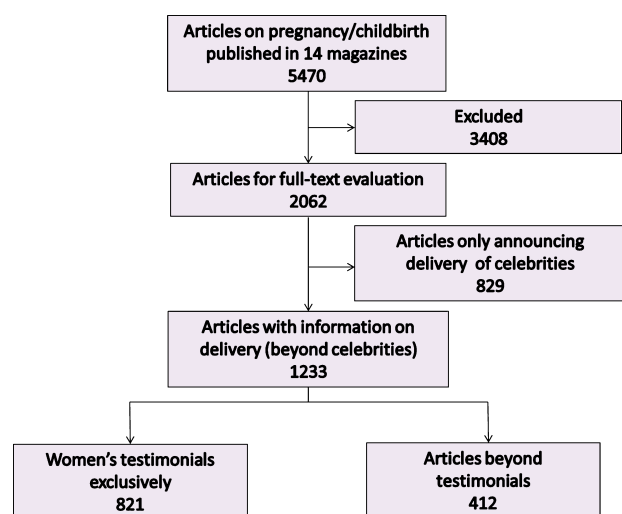 Articles on pregnancy/childbirth
published in 14 magazines
5470
Excluded
3408
Articles for full-text evaluation
2062
Articles only announcing
delivery of celebrities
829
Articles with information on
delivery (beyond celebrities)
1233
Women's testimonials
exclusively
821
Articles beyond
testimonials
412